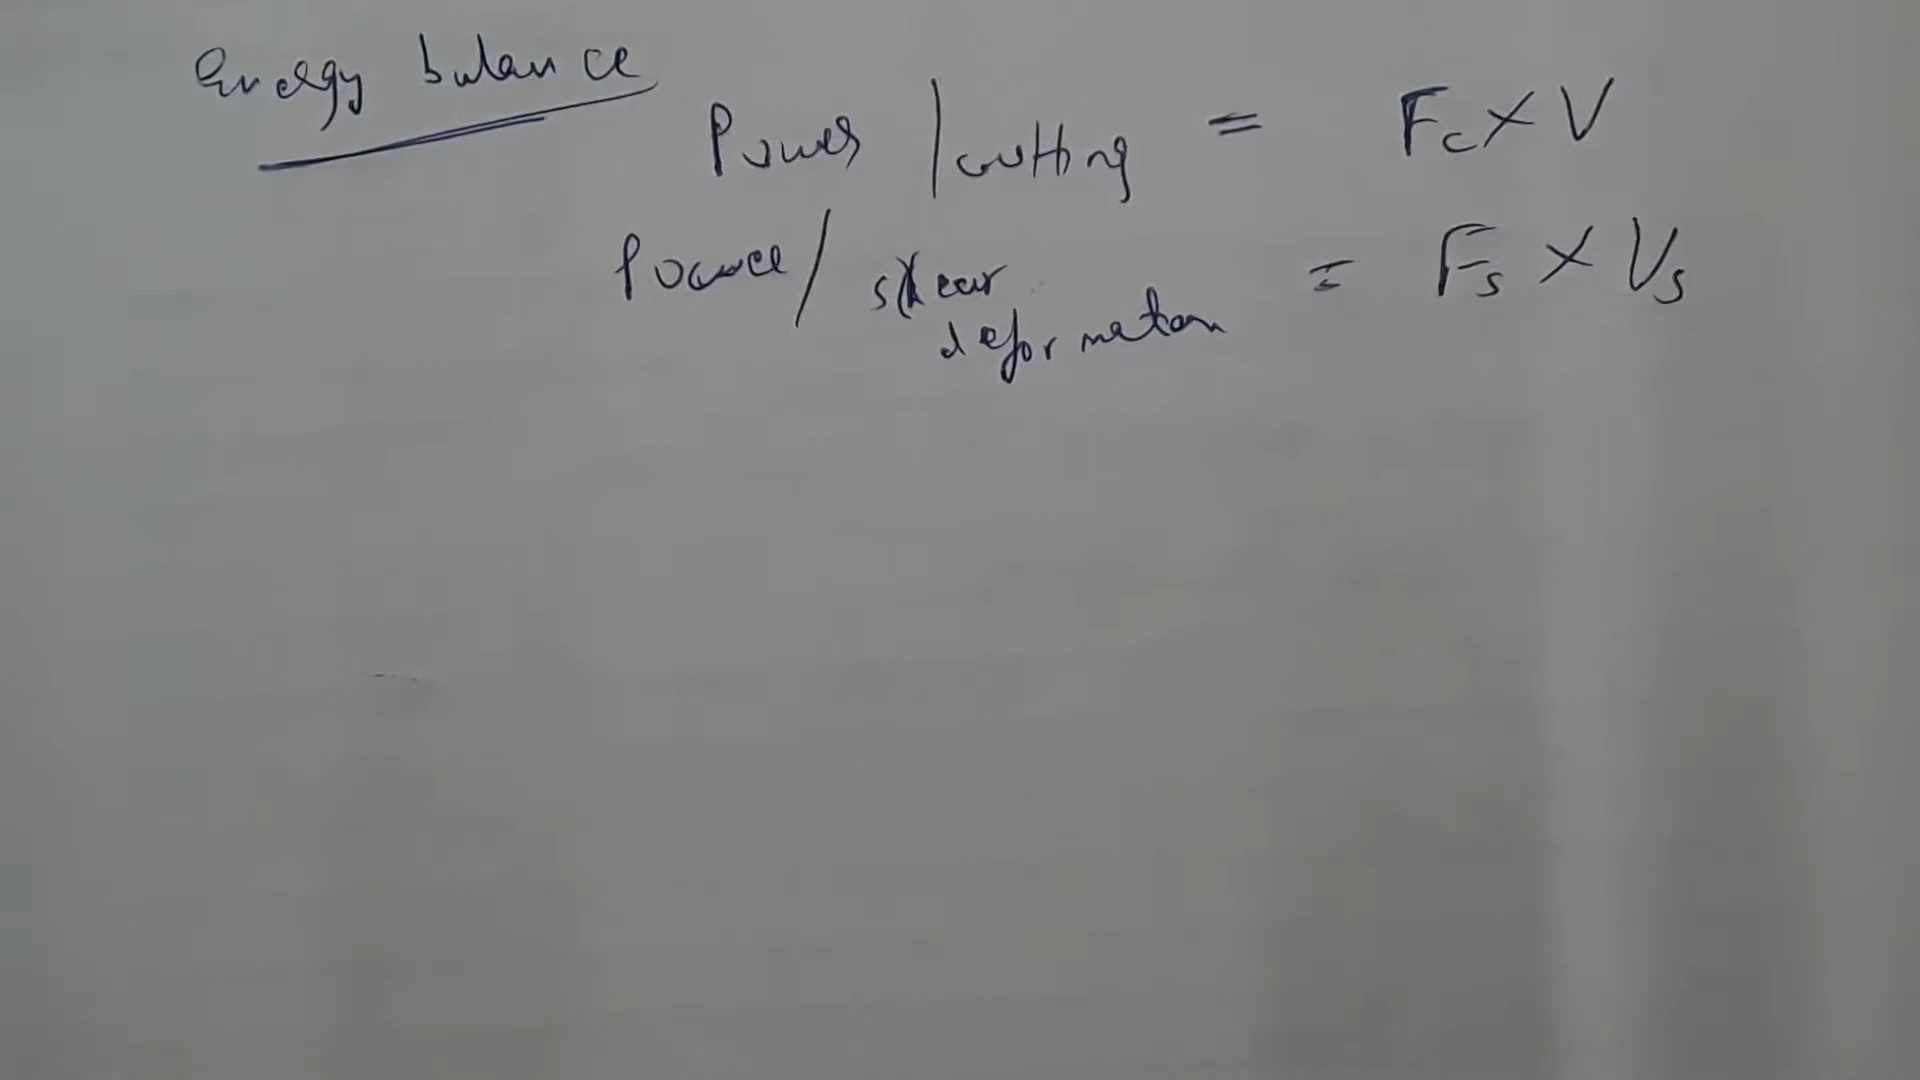 Energy balance
Power / cutting = Fc × V
Power / shear = Fs × Vs
deformation